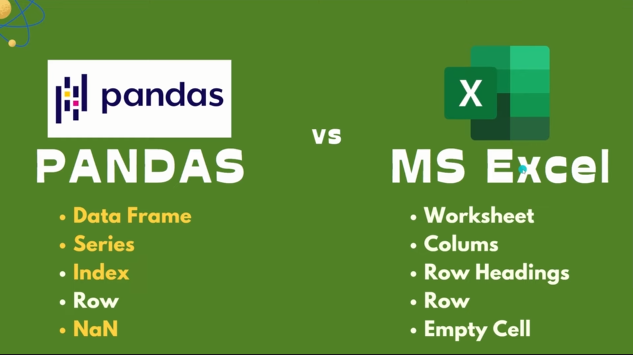 pandas
PANDAS
• Data Frame
• Series
• Index
• Row
• NaN
vs
X
MS Excel
• Worksheet
• Colums
• Row Headings
• Row
• Empty Cell